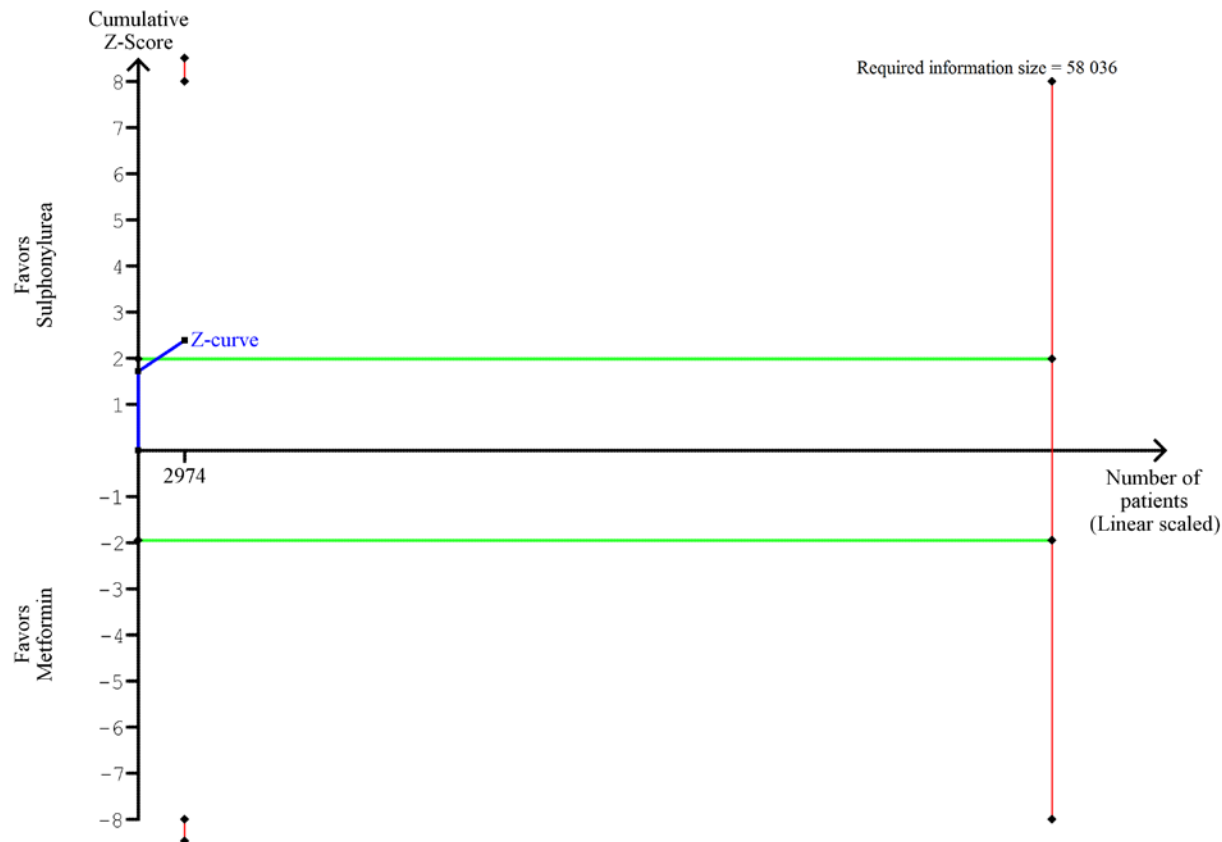 Cumulative
Z-Score
Required information size = 58 036
8
7
6
5
4
3
2
1
-1
-2
-3
-4
-5
-6
-7
-8
Favors
Sulphonylurea
Favors
Metformin
Z-curve
2974
Number of
patients
(Linear scaled)